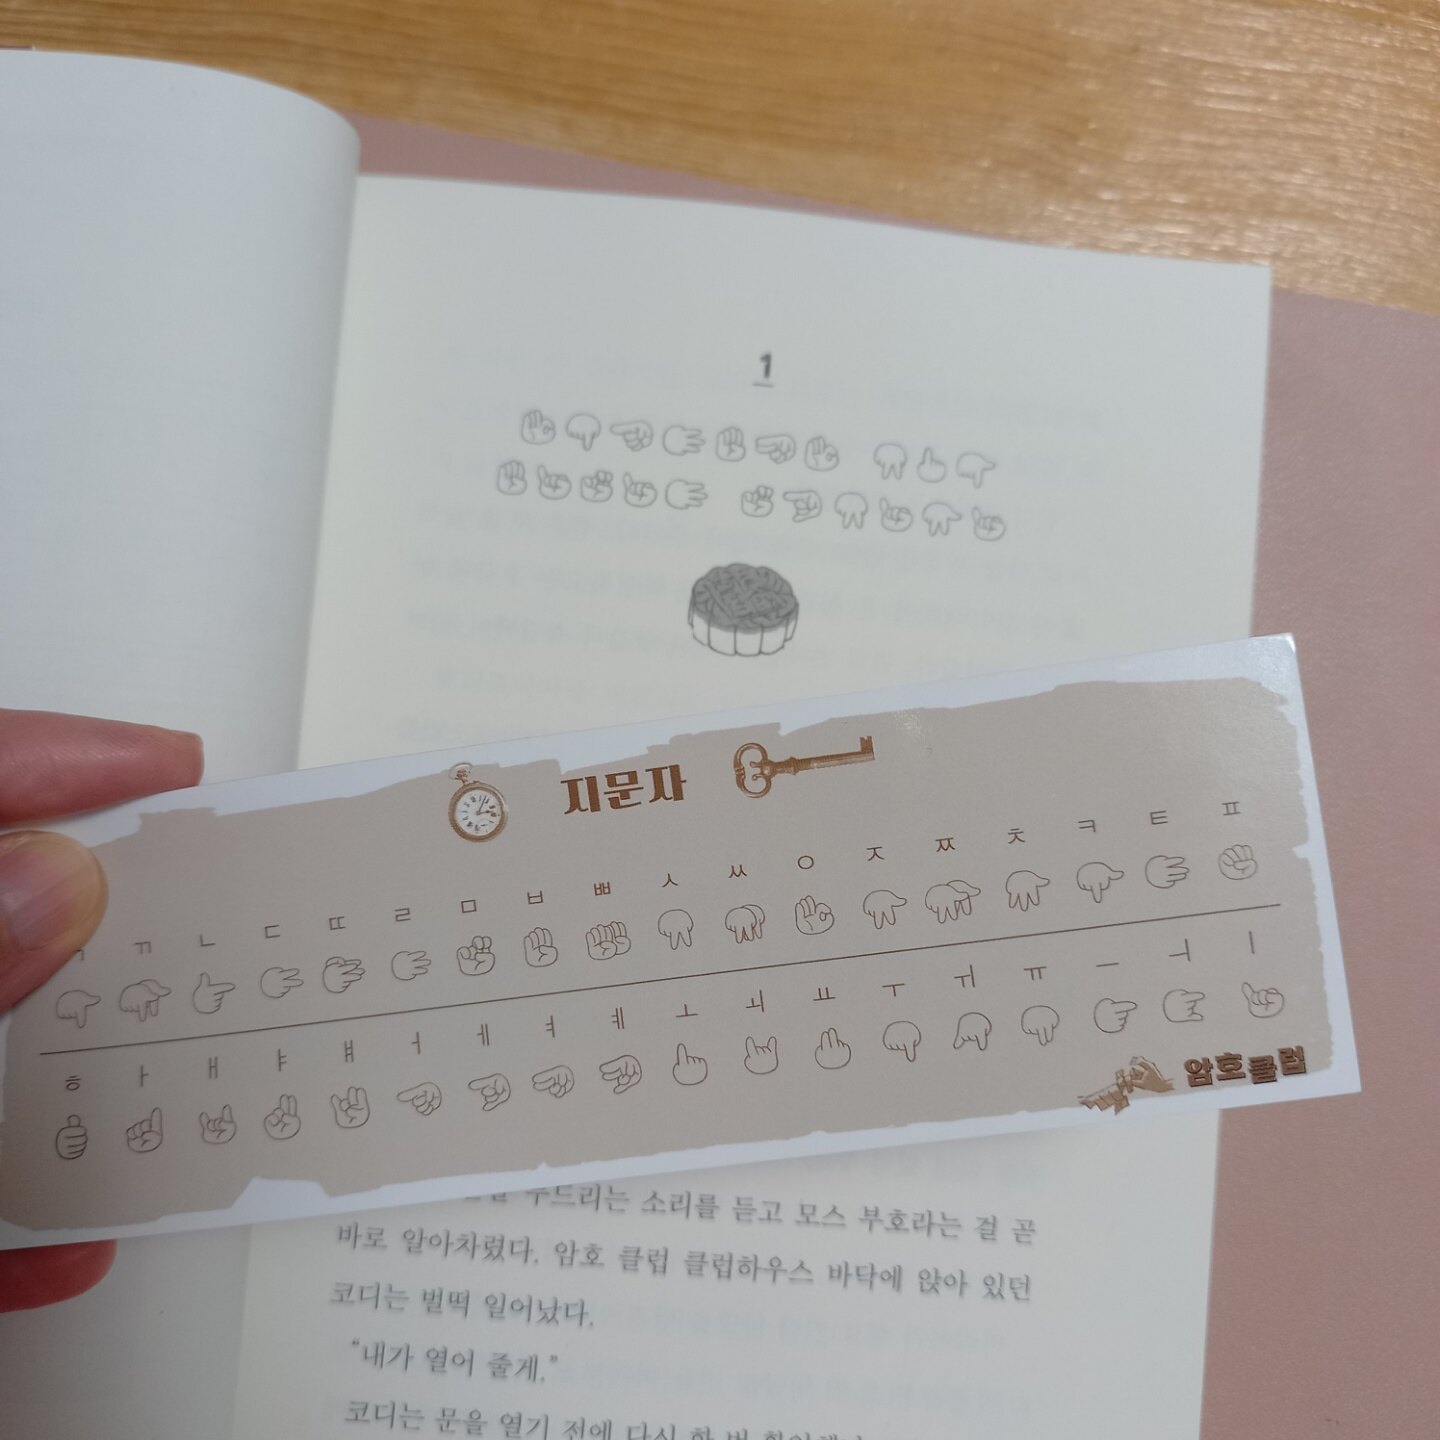 1
지문자
ㄲ ㄴ ㄷ ㄸ ㄹ ㅁ ㅂ ㅃ ㅅ ㅆ ㅇ ㅈ ㅉ ㅊ ㅋ ㅌ ㅍ
ㅎ ㅏ ㅐ ㅑ ㅒ ㅓ ㅔ ㅕ ㅖ ㅗ ㅚ ㅛ ㅜ ㅟ ㅠ ㅡ ㅢ ㅣ
암호클럽
두드리는 소리를 듣고 모스 부호라는 걸 곧
바로 알아차렸다. 암호 클럽 클럽하우스 바닥에 앉아 있던
코디는 벌떡 일어났다.
“내가 열어 줄게.”
코디는 문을 열기 전에 다시 한 번